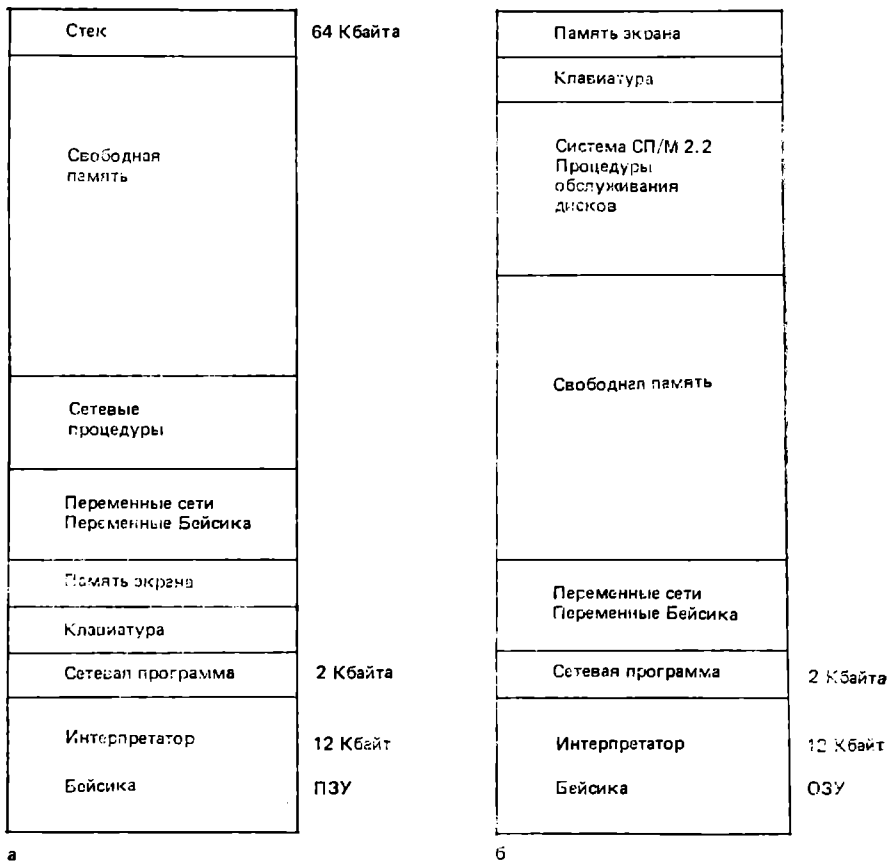 Стек
64 Кбайта
Свободная
память
Сетевые
процедуры
Переменные сети
Переменные Бейсика
Память экрана
Клавиатура
Сетевая программа
2 Кбайта
Интерпретатор
12 Кбайт
Бейсика
ПЗУ
а
Память экрана
Клавиатура
Система СП/М 2.2
Процедуры
обслуживания
дисков
Свободная память
Переменные сети
Переменные Бейсика
Сетевая программа
2 Кбайта
Интерпретатор
12 Кбайт
Бейсика
ОЗУ
б